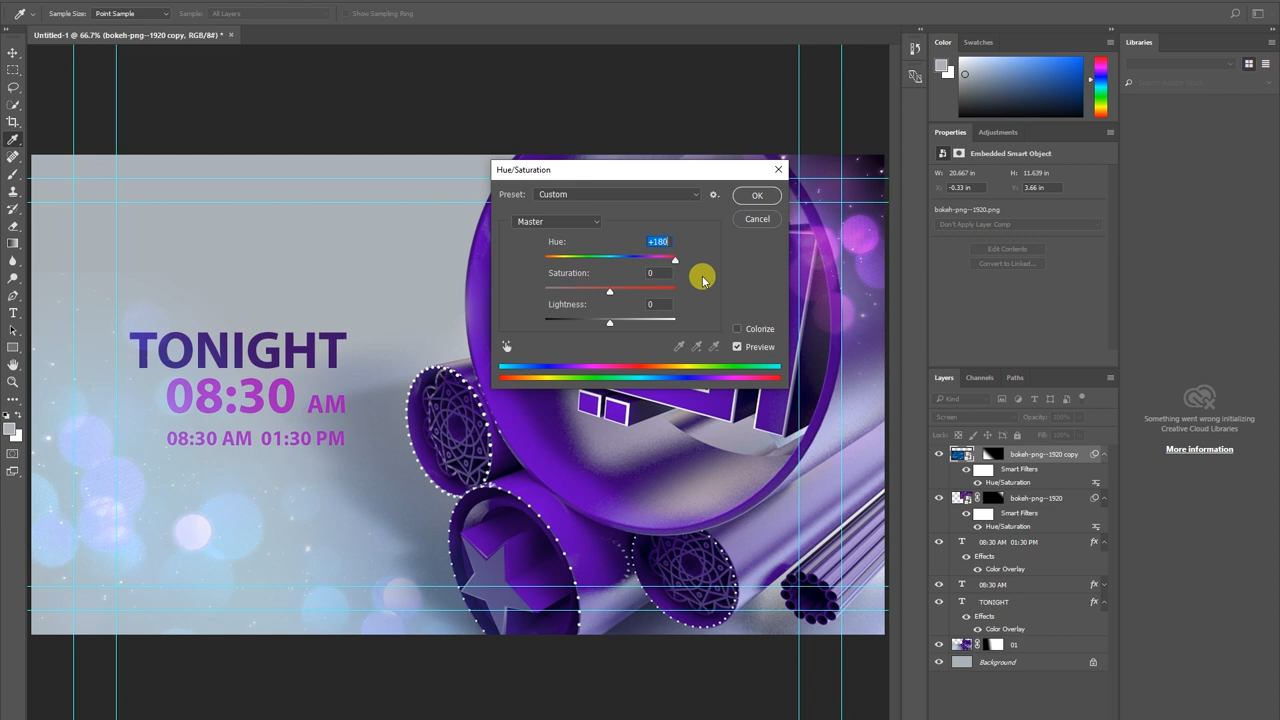 Sample Size: Point Sample Sample: All Layers Show Sampling Ring
Untitled-1 @ 66.7% (bokeh-png--1920 copy, RGB/8#) * ×
TONIGHT
08:30 AM
08:30 AM 01:30 PM
Hue/Saturation
Preset: Custom
OK
Cancel
Master
Hue: +180
Saturation: 0
Lightness: 0
Colorize
Preview
Color Swatches
Properties Adjustments
Embedded Smart Object
W: 20.667 in H: 11.639 in
X: -0.33 in Y: 3.66 in
bokeh-png--1920.png
Don't Apply Layer Comp
Edit Contents
Convert to Linked...
Layers Channels Paths
Kind
Screen Opacity: 100%
Lock: Fill: 100%
bokeh-png--1920 copy
Smart Filters
Hue/Saturation
bokeh-png--1920
Smart Filters
Hue/Saturation
T 08:30 AM 01:30 PM fx
Effects
Color Overlay
T 08:30 AM fx
T TONIGHT fx
Effects
Color Overlay
01
Background
Libraries
Something went wrong initializing
Creative Cloud Libraries
More information